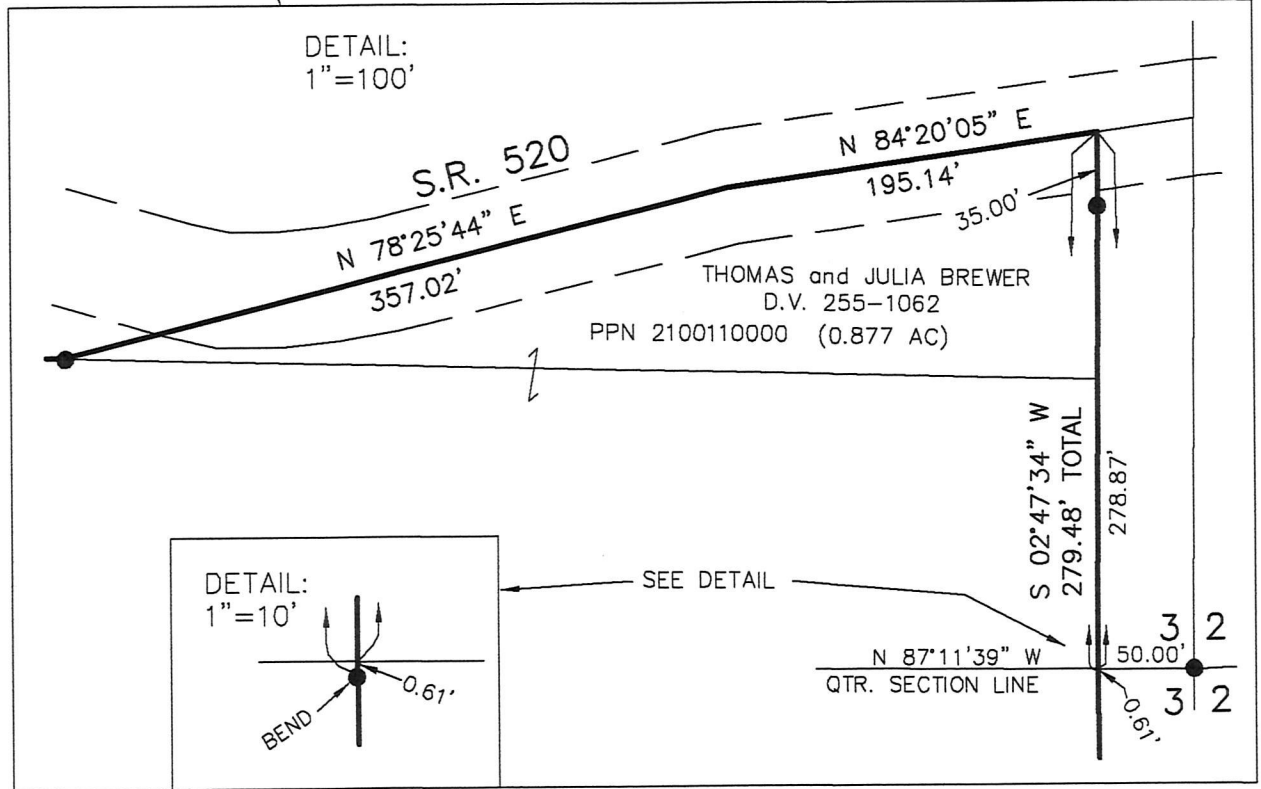 DETAIL:
1"=100'
S.R. 520
N 84°20'05" E
195.14'
N 78°25'44" E
357.02'
35.00'
THOMAS and JULIA BREWER
D.V. 255-1062
PPN 2100110000 (0.877 AC)
S 02°47'34" W
279.48' TOTAL
278.87'
DETAIL:
1"=10'
0.61'
BEND
SEE DETAIL
N 87°11'39" W
QTR. SECTION LINE
50.00'
3 2
3 2
0.61'